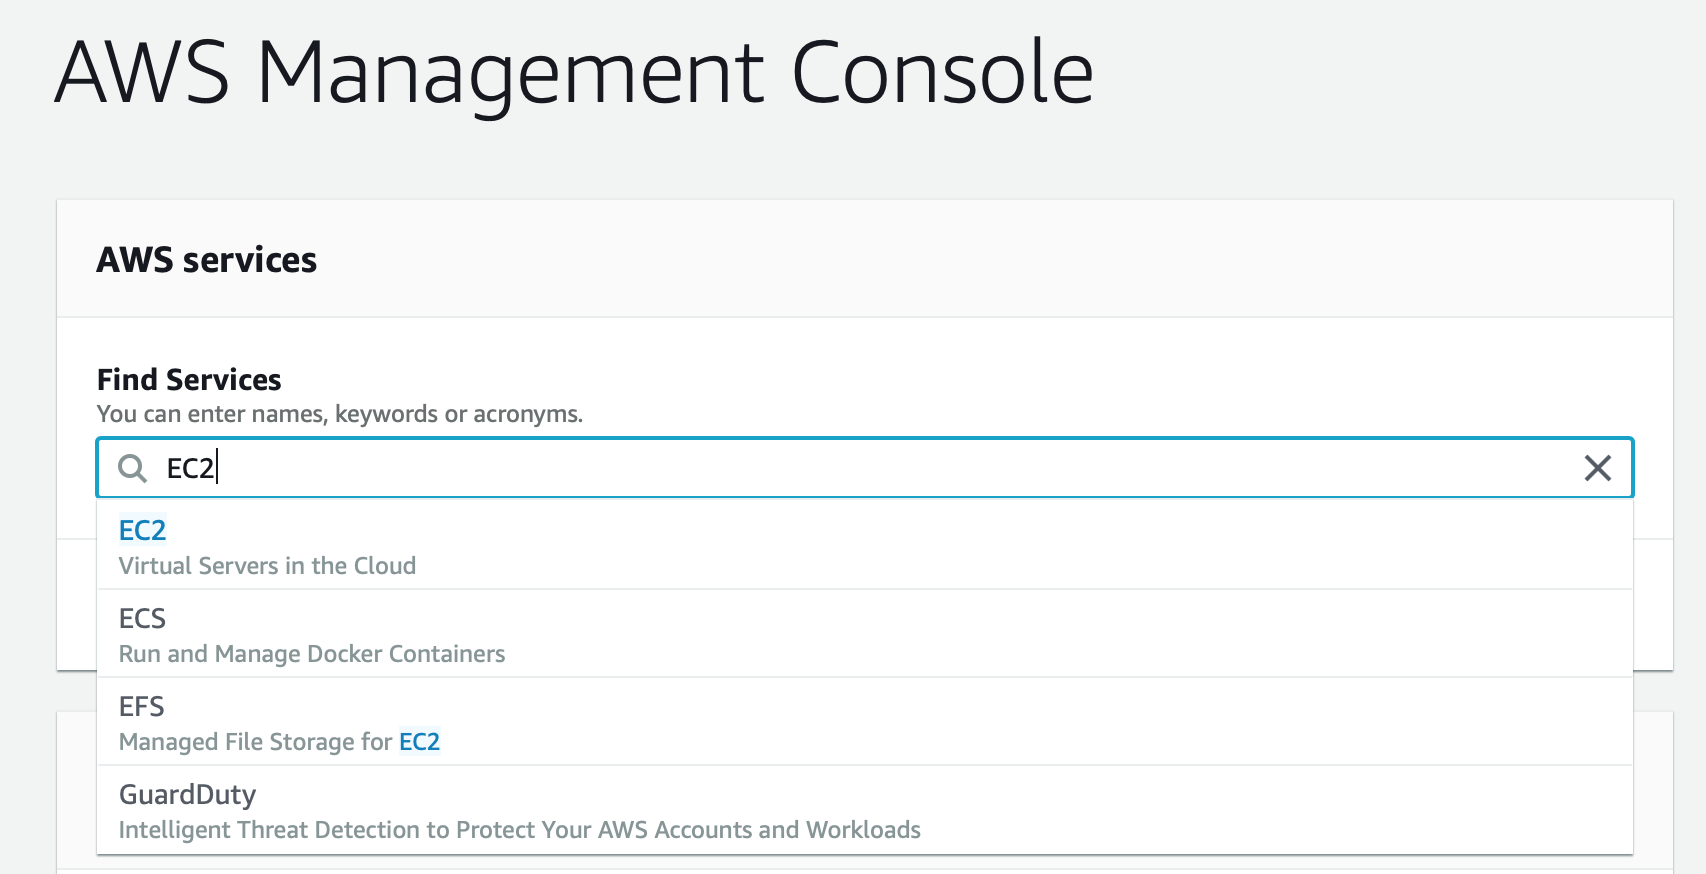 AWS Management Console
AWS services
Find Services
You can enter names, keywords or acronyms.
EC2
EC2
Virtual Servers in the Cloud
ECS
Run and Manage Docker Containers
EFS
Managed File Storage for EC2
GuardDuty
Intelligent Threat Detection to Protect Your AWS Accounts and Workloads